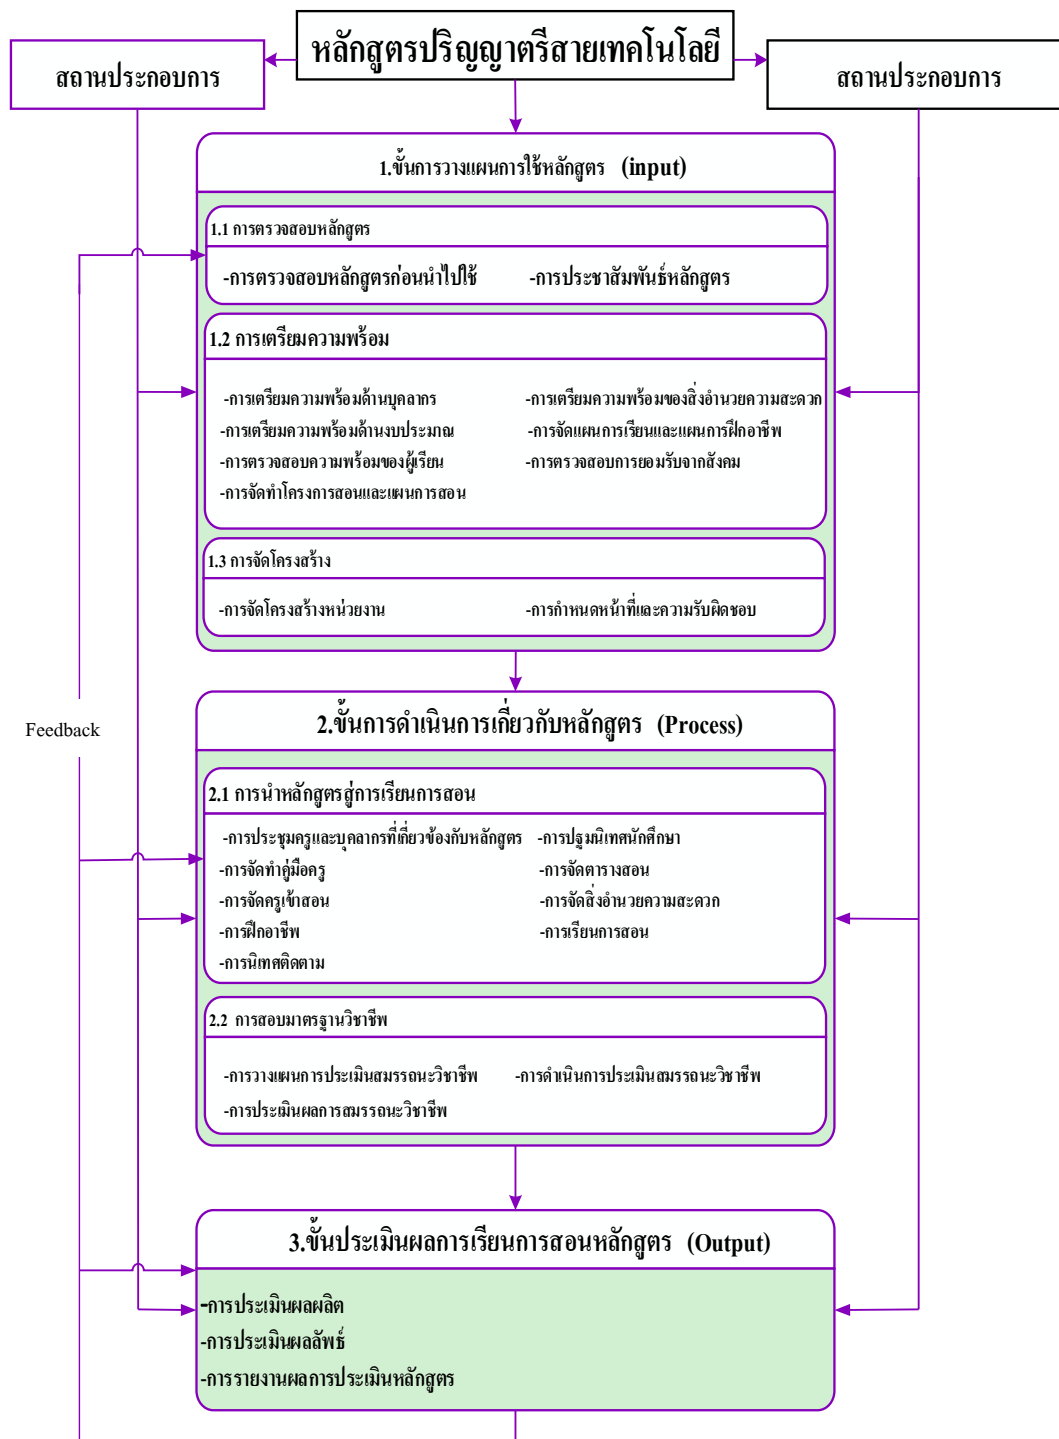 หลักสูตรปริญญาตรีสายเทคโนโลยี
สถานประกอบการ
สถานประกอบการ
1.ขั้นการวางแผนการใช้หลักสูตร (input)
1.1 การตรวจสอบหลักสูตร
-การตรวจสอบหลักสูตรก่อนนำไปใช้ -การประชาสัมพันธ์หลักสูตร
1.2 การเตรียมความพร้อม
-การเตรียมความพร้อมด้านบุคลากร -การเตรียมความพร้อมของสิ่งอำนวยความสะดวก
-การเตรียมความพร้อมด้านงบประมาณ -การจัดแผนการเรียนและแผนการฝึกอาชีพ
-การตรวจสอบความพร้อมของผู้เรียน -การตรวจสอบการยอมรับจากสังคม
-การจัดทำโครงการสอนและแผนการสอน
1.3 การจัดโครงสร้าง
-การจัดโครงสร้างหน่วยงาน -การกำหนดหน้าที่และความรับผิดชอบ
Feedback
2.ขั้นการดำเนินการเกี่ยวกับหลักสูตร (Process)
2.1 การนำหลักสูตรสู่การเรียนการสอน
-การประชุมครูและบุคลากรที่เกี่ยวข้องกับหลักสูตร -การปฐมนิเทศนักศึกษา
-การจัดทำคู่มือครู -การจัดตารางสอน
-การจัดครูเข้าสอน -การจัดสิ่งอำนวยความสะดวก
-การฝึกอาชีพ -การเรียนการสอน
-การนิเทศติดตาม
2.2 การสอบมาตรฐานวิชาชีพ
-การวางแผนการประเมินสมรรถนะวิชาชีพ -การดำเนินการประเมินสมรรถนะวิชาชีพ
-การประเมินผลการสมรรถนะวิชาชีพ
3.ขั้นประเมินผลการเรียนการสอนหลักสูตร (Output)
-การประเมินผลผลิต
-การประเมินผลลัพธ์
-การรายงานผลการประเมินหลักสูตร